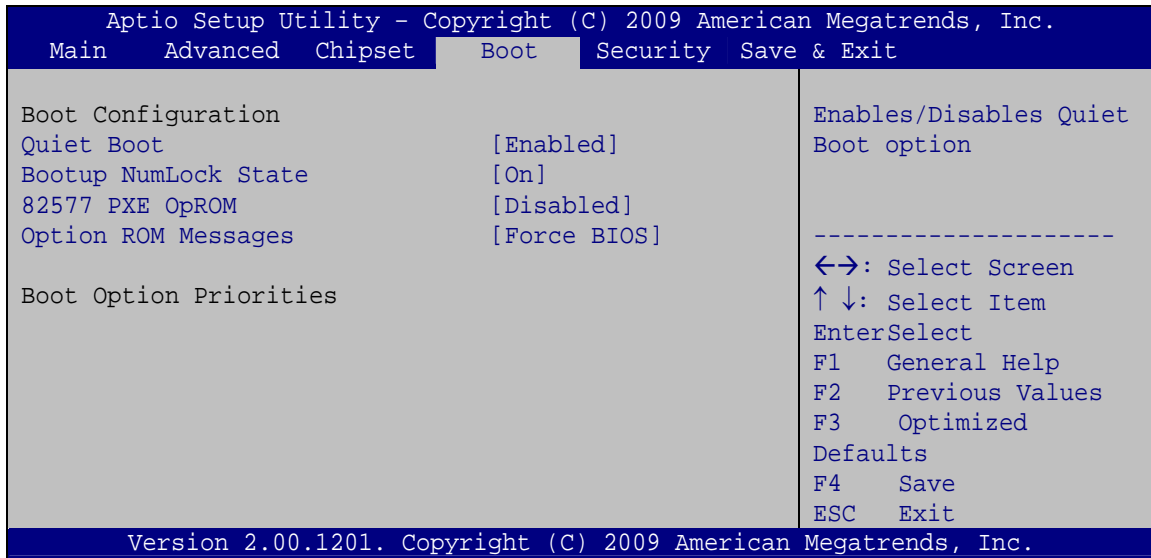 Aptio Setup Utility – Copyright (C) 2009 American Megatrends, Inc.
Main Advanced Chipset Boot Security Save & Exit
Boot Configuration
Quiet Boot [Enabled]
Bootup NumLock State [On]
82577 PXE OpROM [Disabled]
Option ROM Messages [Force BIOS]
Boot Option Priorities
Enables/Disables Quiet
Boot option
---------------------
←→: Select Screen
↑ ↓: Select Item
EnterSelect
F1 General Help
F2 Previous Values
F3 Optimized
Defaults
F4 Save
ESC Exit
Version 2.00.1201. Copyright (C) 2009 American Megatrends, Inc.